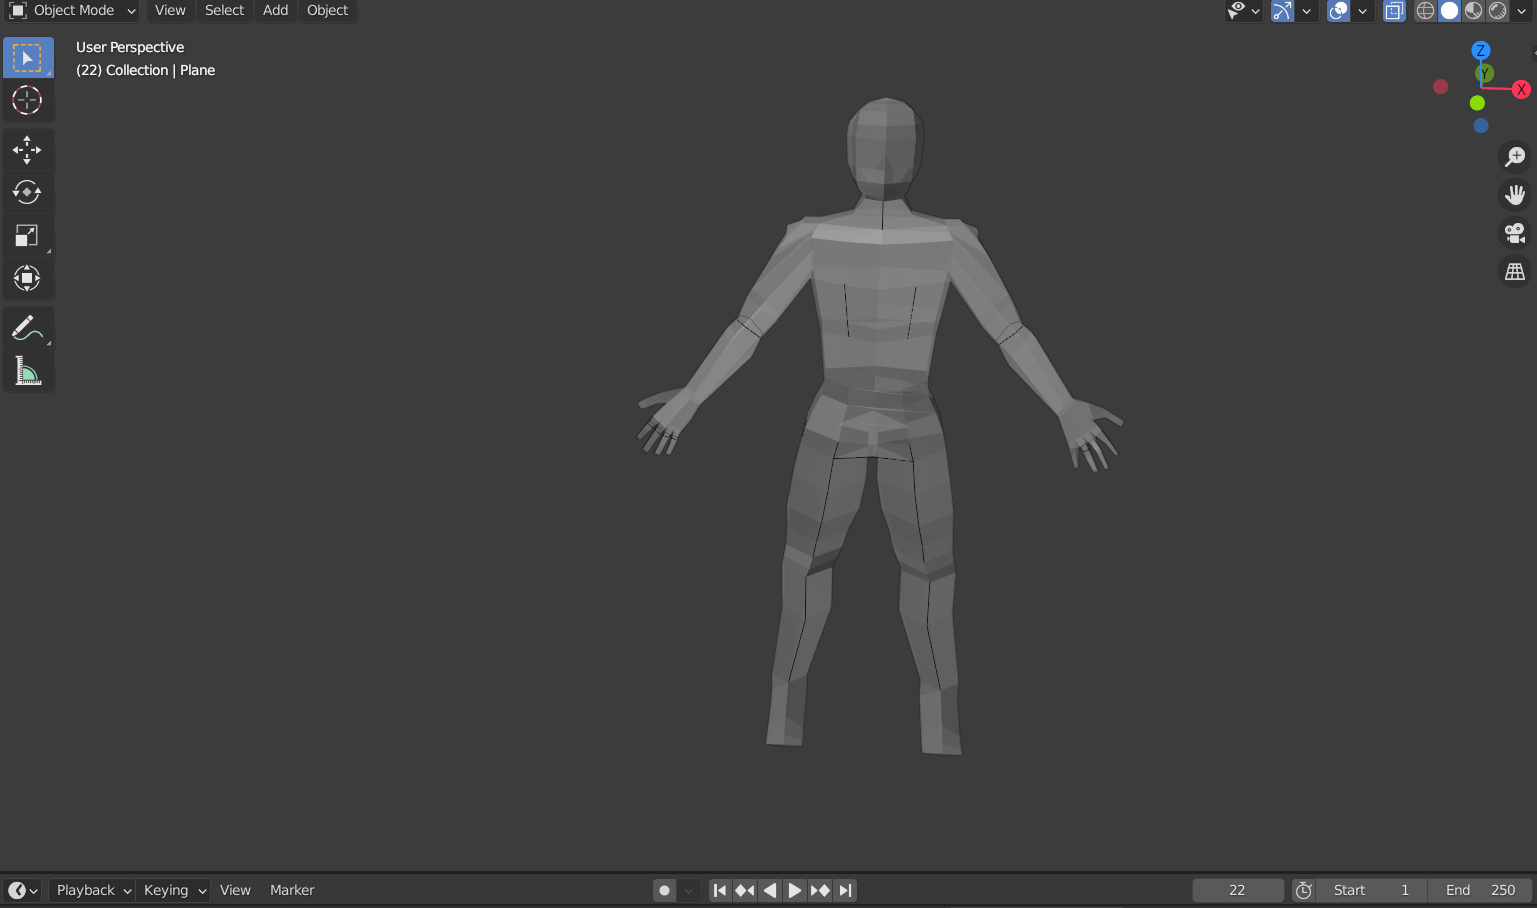 Object Mode View Select Add Object
User Perspective
(22) Collection | Plane
Z
Y
X
Playback Keying View Marker 22 Start 1 End 250